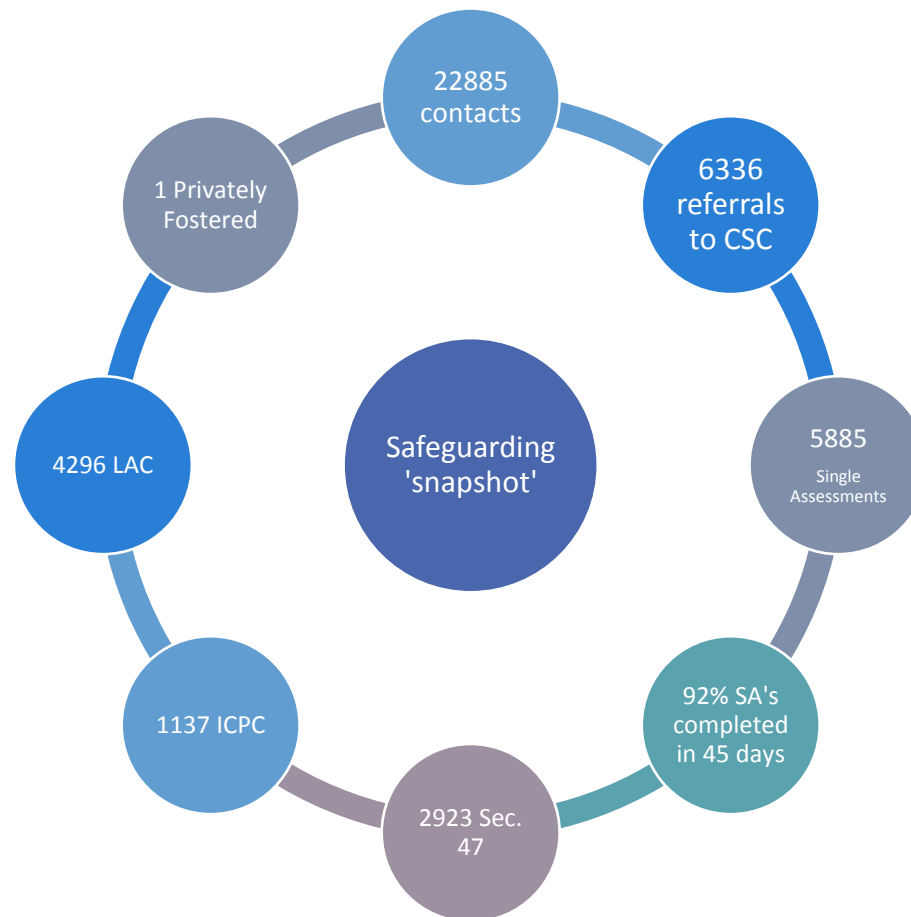 22885
contacts
6336
referrals
to CSC
5885
Single
Assessments
92% SA's
completed
in 45 days
2923 Sec.
47
1137 ICPC
4296 LAC
1 Privately
Fostered
Safeguarding
'snapshot'